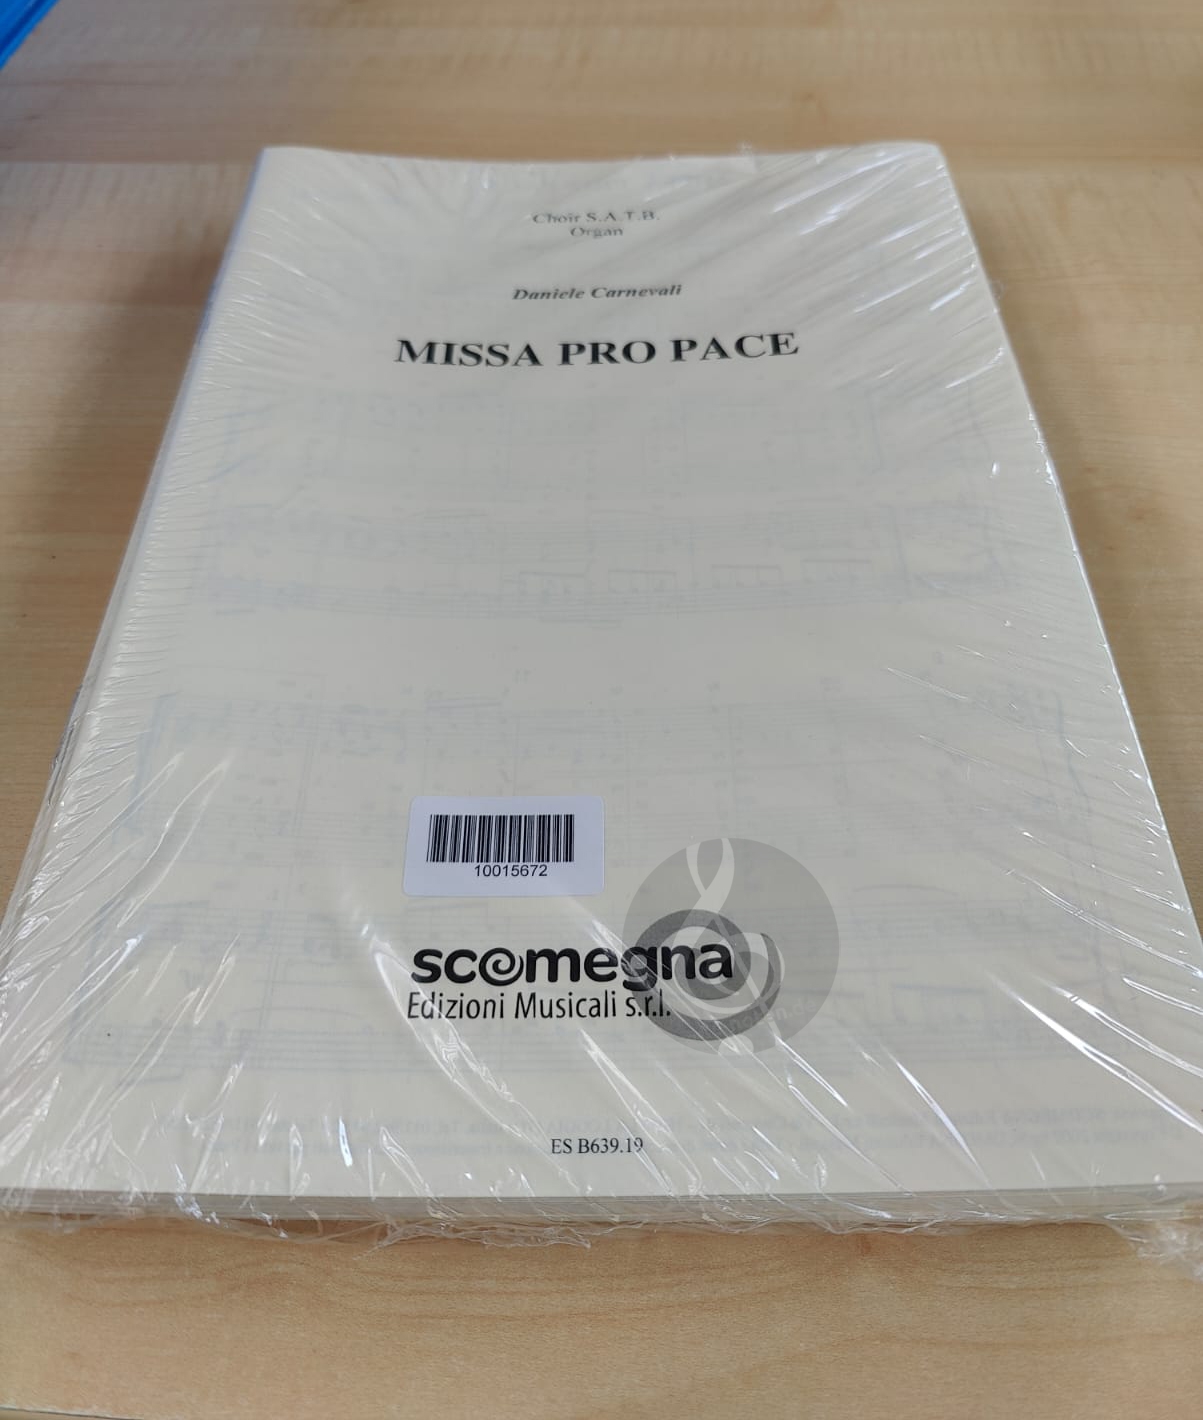 Choir S.A.T.B.
Organ
Daniele Carnevali
MISSA PRO PACE
10015672
scomegna
Edizioni Musicali s.r.l.
ES B639.19